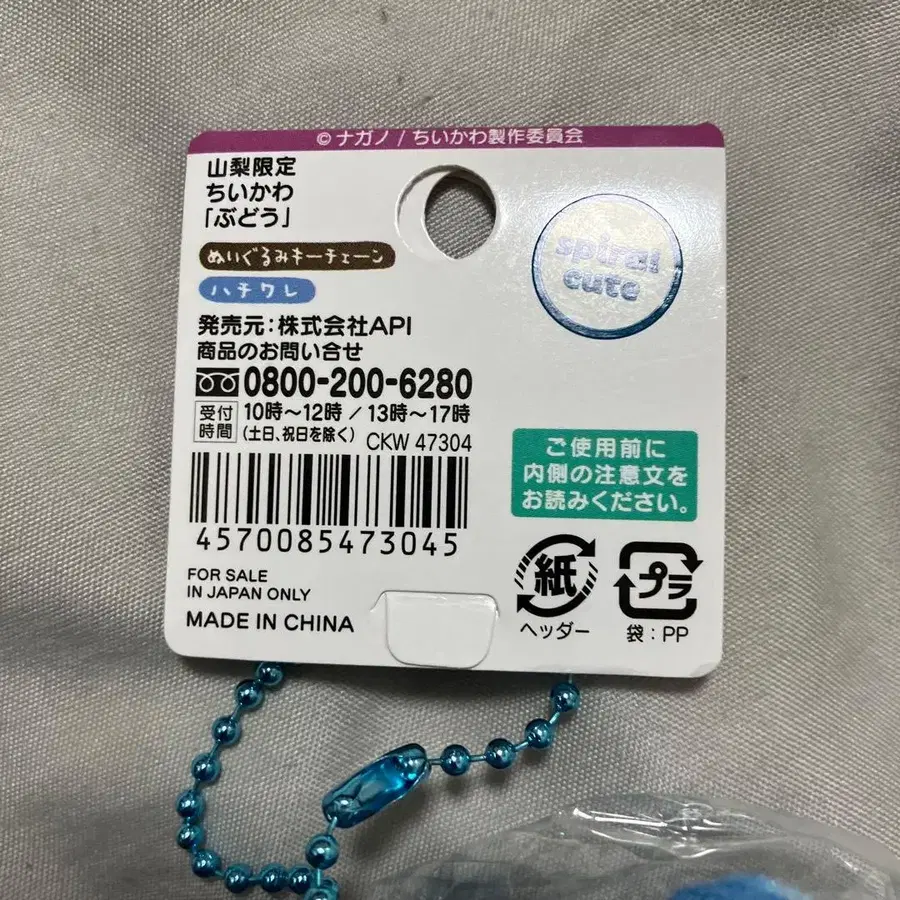 © ナガノ / ちいかわ製作委員会
山梨限定
ちいかわ
「ぶどう」
ぬいぐるみキーチェーン
ハチワレ
spiral
cute
発売元：株式会社API
商品のお問い合せ
0800-200-6280
受付
時間
10時～12時 / 13時～17時
(土日、祝日を除く)
CKW 47304
4570085473045
ご使用前に
内側の注意文を
お読みください。
FOR SALE
IN JAPAN ONLY
MADE IN CHINA
紙
ヘッダー
プラ
袋：PP